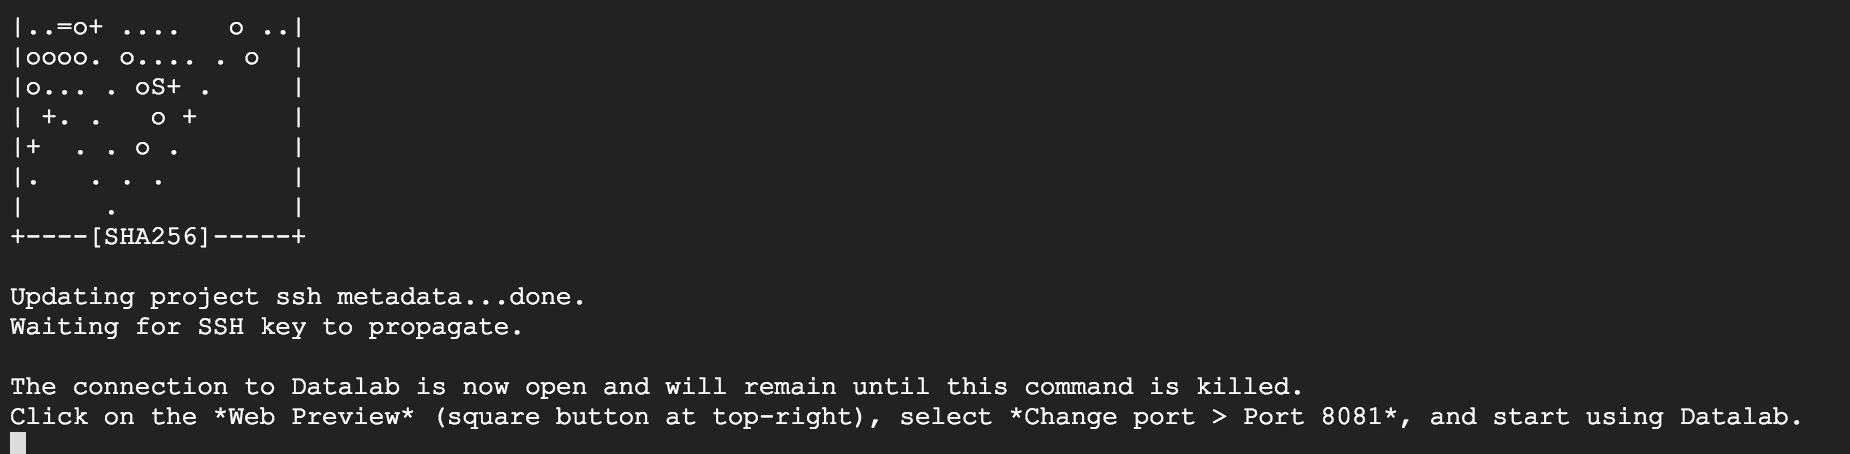 |..=o+ ....   o ..|
|oooo. o.... . o  |
|o... . oS+ .     |
| +. .   o +      |
|+  . . o .       |
|.   . . .        |
|     .           |
+----[SHA256]-----+
Updating project ssh metadata...done.
Waiting for SSH key to propagate.
The connection to Datalab is now open and will remain until this command is killed.
Click on the *Web Preview* (square button at top-right), select *Change port > Port 8081*, and start using Datalab.